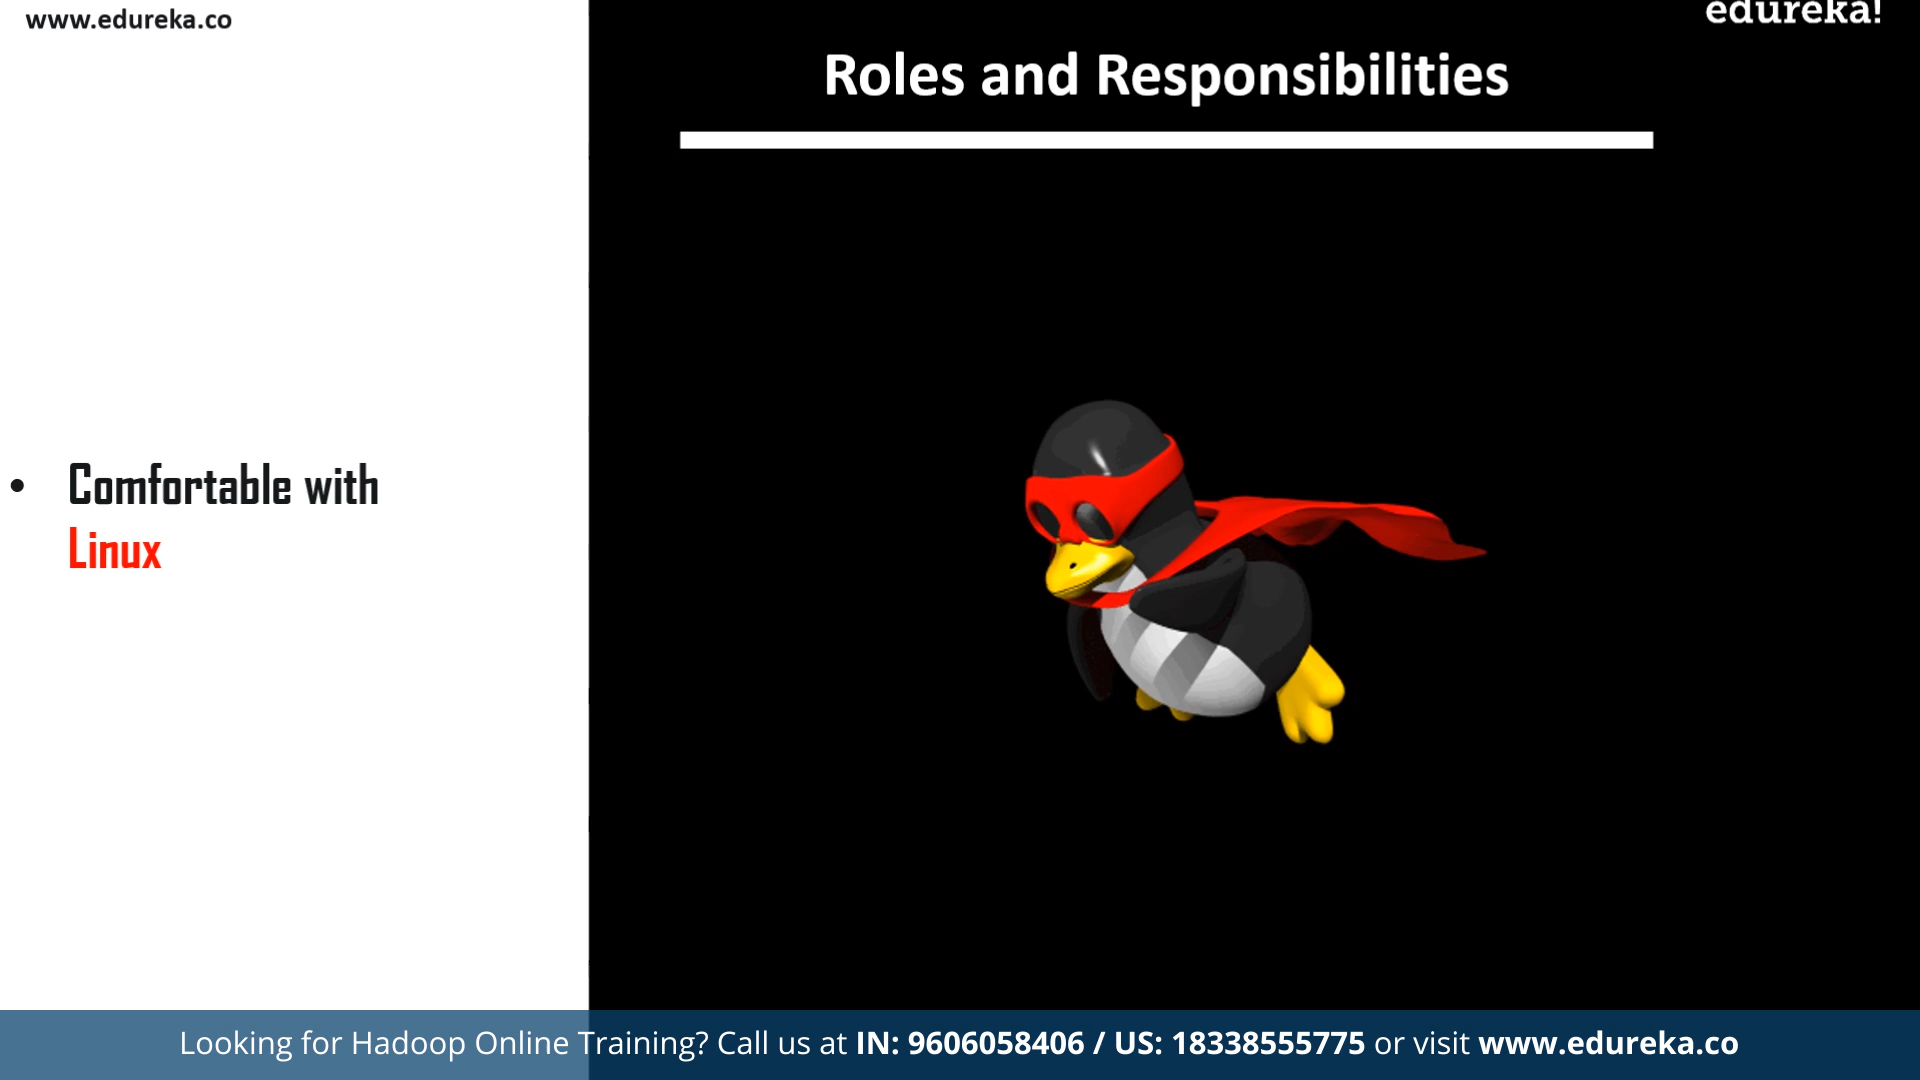 www.edureka.co
edureka!
Roles and Responsibilities
• Comfortable with
Linux
Looking for Hadoop Online Training? Call us at IN: 9606058406 / US: 18338555775 or visit www.edureka.co